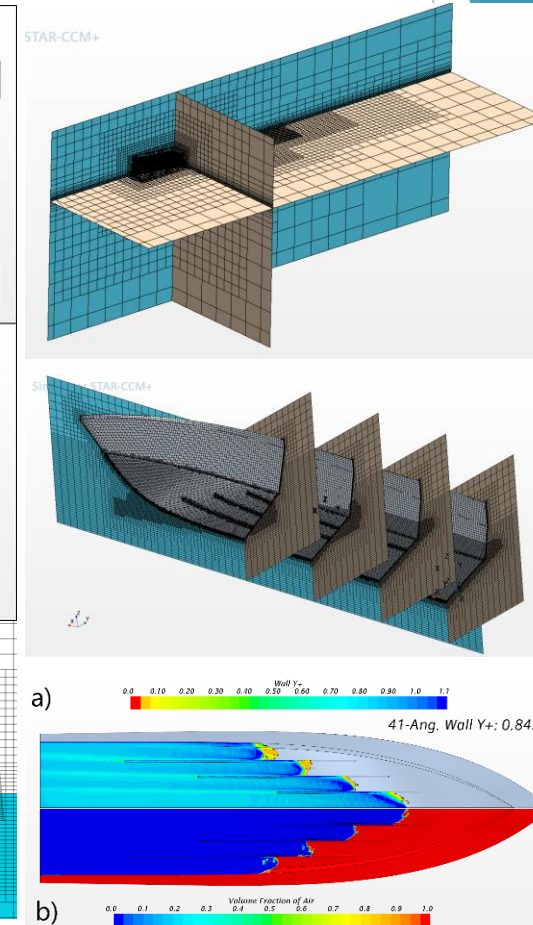 STAR-CCM+
STAR-CCM+
a)
Wall Y+
0.0 0.10 0.20 0.30 0.40 0.50 0.60 0.70 0.80 0.90 1.0 1.1
41-Ang. Wall Y+: 0.84
b)
Volume Fraction of Air
0.0 0.1 0.2 0.3 0.4 0.5 0.6 0.7 0.8 0.9 1.0